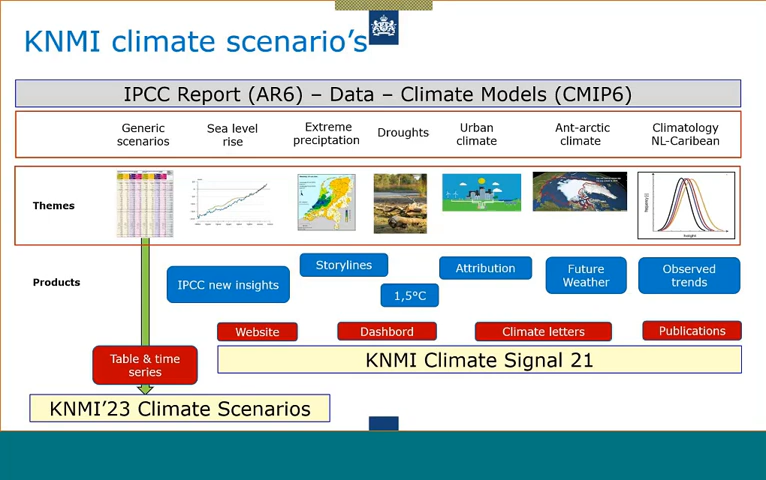 KNMI climate scenario's
IPCC Report (AR6) – Data – Climate Models (CMIP6)
Generic
scenarios
Sea level
rise
Extreme
preciptation
Droughts
Urban
climate
Ant-arctic
climate
Climatology
NL-Caribean
Themes
Products
IPCC new insights
Storylines
1,5°C
Attribution
Future
Weather
Observed
trends
Website
Dashbord
Climate letters
Publications
Table & time
series
KNMI Climate Signal 21
KNMI'23 Climate Scenarios